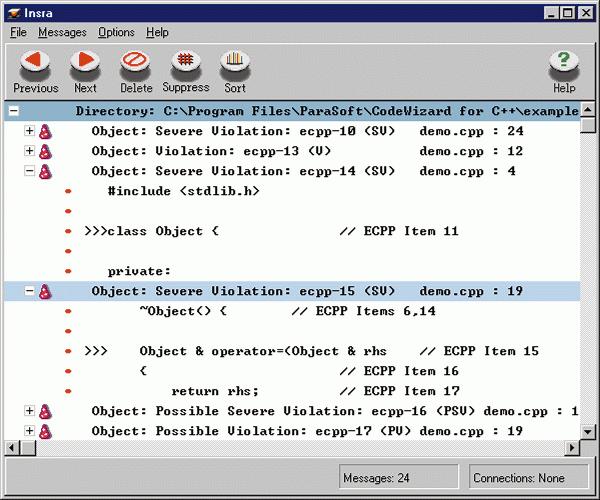 Insra
File Messages Options Help
Previous Next Delete Suppress Sort Help
Directory: C:\Program Files\ParaSoft\CodeWizard for C++\example
Object: Severe Violation: ecpp-10 (SV) demo.cpp : 24
Object: Violation: ecpp-13 (V) demo.cpp : 12
Object: Severe Violation: ecpp-14 (SV) demo.cpp : 4
#include <stdlib.h>
>>>class Object { // ECPP Item 11
private:
Object: Severe Violation: ecpp-15 (SV) demo.cpp : 19
~Object() { // ECPP Items 6,14
>>> Object & operator=(Object & rhs // ECPP Item 15
{ // ECPP Item 16
return rhs; // ECPP Item 17
Object: Possible Severe Violation: ecpp-16 (PSV) demo.cpp : 1
Object: Possible Violation: ecpp-17 (PV) demo.cpp : 19
Messages: 24 Connections: None